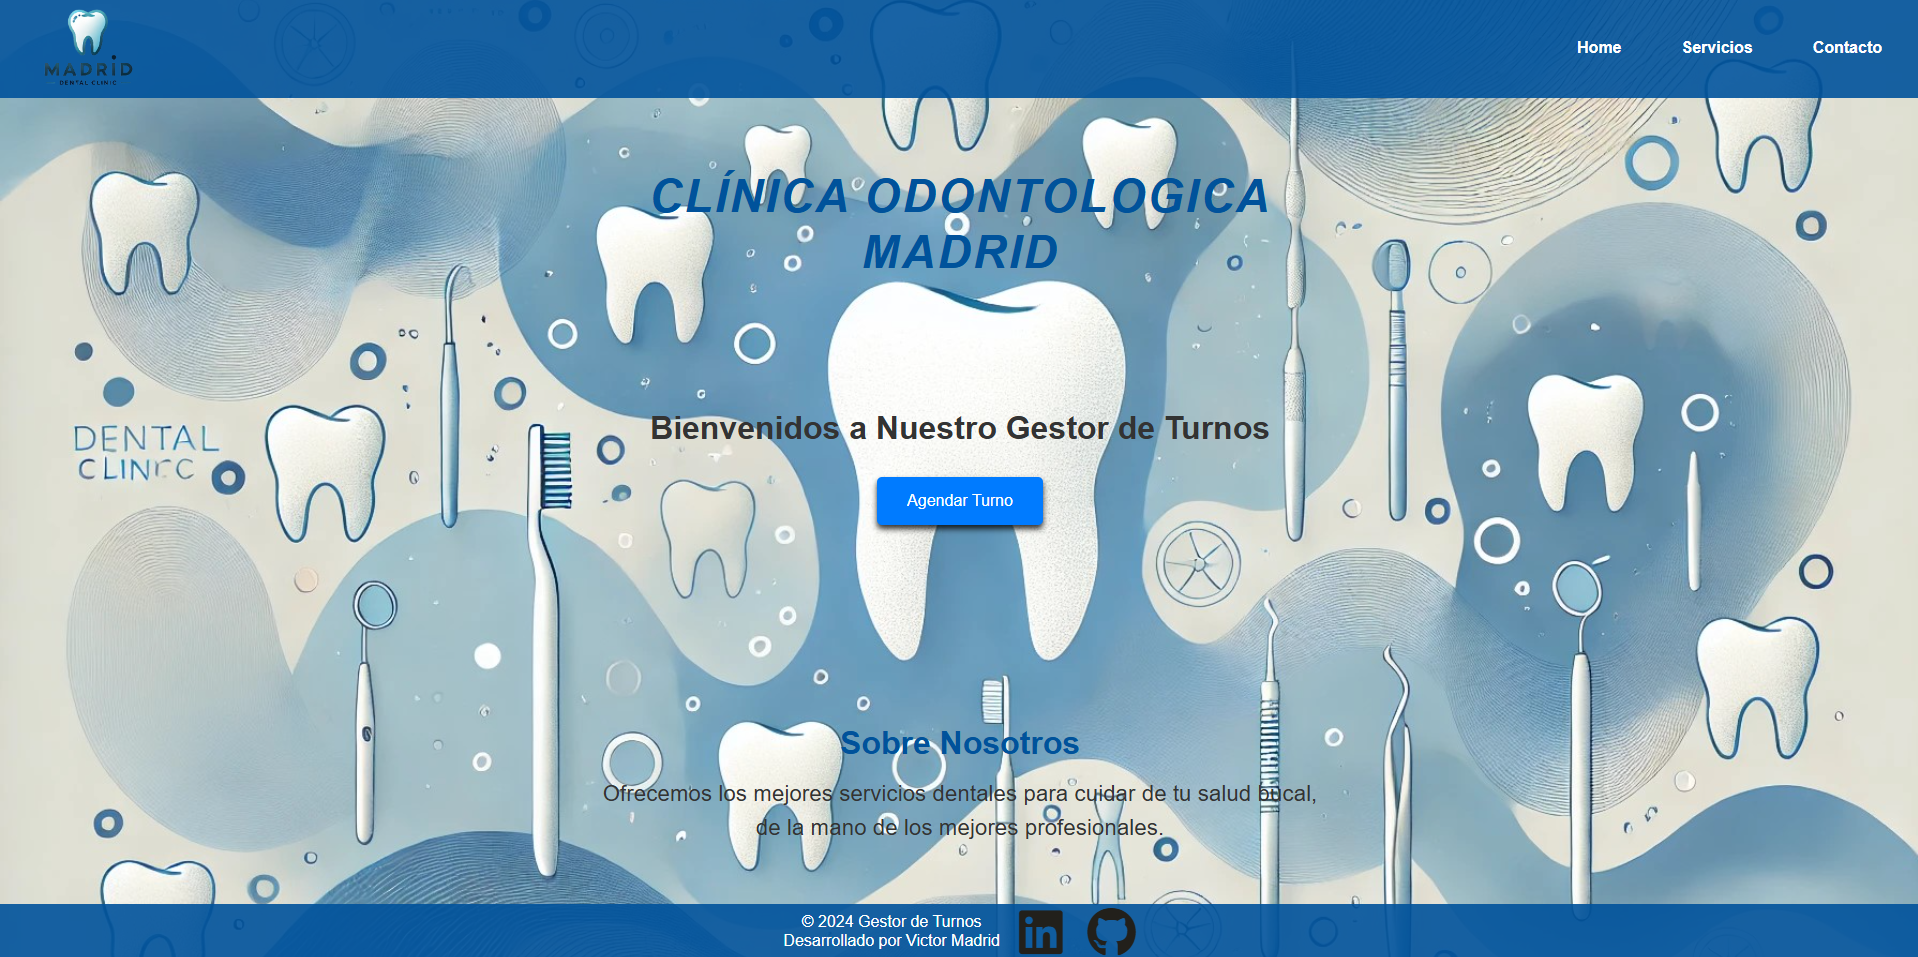 MADRID
DENTAL CLINIC
Home
Servicios
Contacto
CLÍNICA ODONTOLOGICA
MADRID
DENTAL
CLINIC
Bienvenidos a Nuestro Gestor de Turnos
Agendar Turno
Sobre Nosotros
Ofrecemos los mejores servicios dentales para cuidar de tu salud bucal,
de la mano de los mejores profesionales.
© 2024 Gestor de Turnos
Desarrollado por Victor Madrid
in